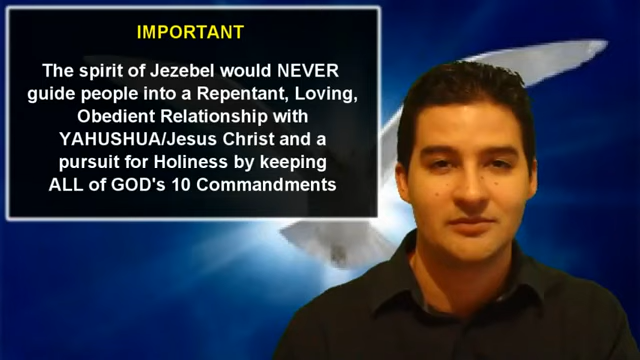 IMPORTANT
The spirit of Jezebel would NEVER
guide people into a Repentant, Loving,
Obedient Relationship with
YAHUSHUA/Jesus Christ and a
pursuit for Holiness by keeping
ALL of GOD's 10 Commandments